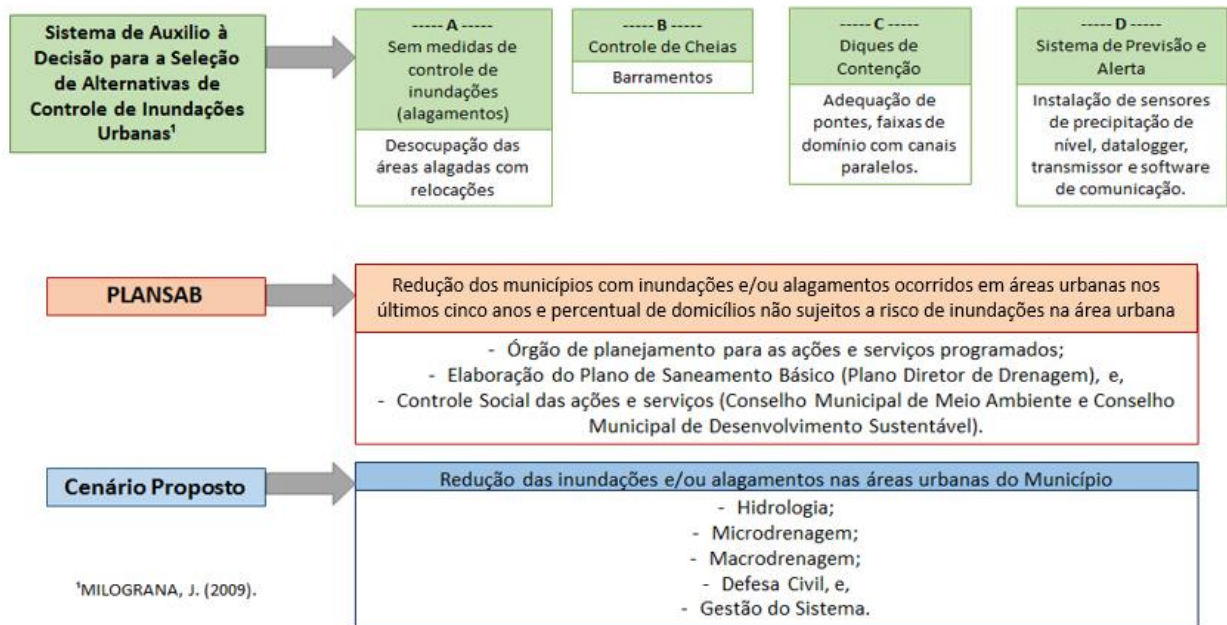 Sistema de Auxilio à
Decisão para a Seleção
de Alternativas de
Controle de Inundações
Urbanas¹
----- A -----
Sem medidas de
controle de
inundações
(alagamentos)
Desocupação das
áreas alagadas com
relocações
----- B -----
Controle de Cheias
Barramentos
----- C -----
Diques de
Contenção
Adequação de
pontes, faixas de
domínio com canais
paralelos.
----- D -----
Sistema de Previsão e
Alerta
Instalação de sensores
de precipitação de
nível, datalogger,
transmissor e software
de comunicação.
PLANSAB
Redução dos municípios com inundações e/ou alagamentos ocorridos em áreas urbanas nos
últimos cinco anos e percentual de domicílios não sujeitos a risco de inundações na área urbana
- Órgão de planejamento para as ações e serviços programados;
- Elaboração do Plano de Saneamento Básico (Plano Diretor de Drenagem), e,
- Controle Social das ações e serviços (Conselho Municipal de Meio Ambiente e Conselho
Municipal de Desenvolvimento Sustentável).
Cenário Proposto
Redução das inundações e/ou alagamentos nas áreas urbanas do Município
- Hidrologia;
- Microdrenagem;
- Macrodrenagem;
- Defesa Civil, e,
- Gestão do Sistema.
¹MILOGRANA, J. (2009).